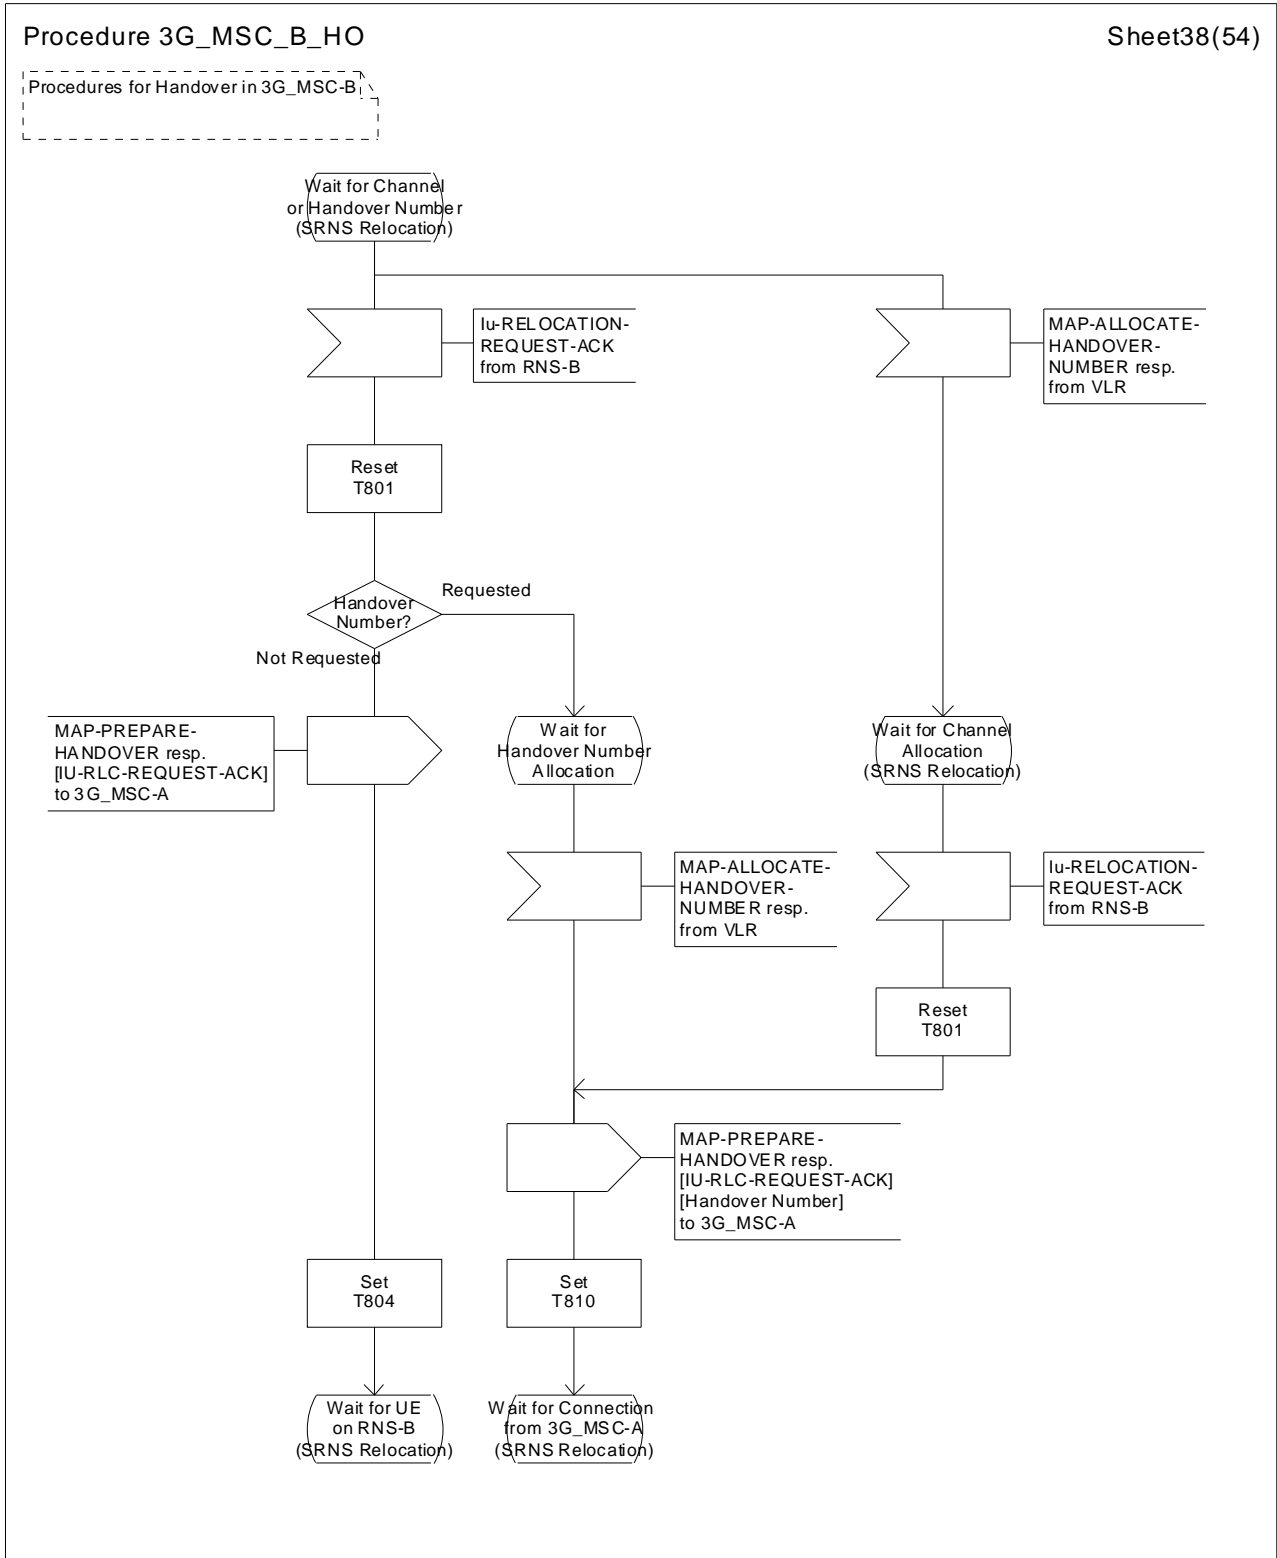 Procedure 3G_MSC_B_HO
Sheet38(54)
Procedures for Handover in 3G_MSC-B
Wait for Channel
or Handover Number
(SRNS Relocation)
Iu-RELOCATION-
REQUEST-ACK
from RNS-B
MAP-ALLOCATE-
HANDOVER-
NUMBER resp.
from VLR
Reset
T801
Handover
Number?
Requested
Not Requested
MAP-PREPARE-
HANDOVER resp.
[IU-RLC-REQUEST-ACK]
to 3G_MSC-A
Wait for
Handover Number
Allocation
Wait for Channel
Allocation
(SRNS Relocation)
MAP-ALLOCATE-
HANDOVER-
NUMBER resp.
from VLR
Iu-RELOCATION-
REQUEST-ACK
from RNS-B
Reset
T801
MAP-PREPARE-
HANDOVER resp.
[IU-RLC-REQUEST-ACK]
[Handover Number]
to 3G_MSC-A
Set
T804
Set
T810
Wait for UE
on RNS-B
(SRNS Relocation)
Wait for Connection
from 3G_MSC-A
(SRNS Relocation)